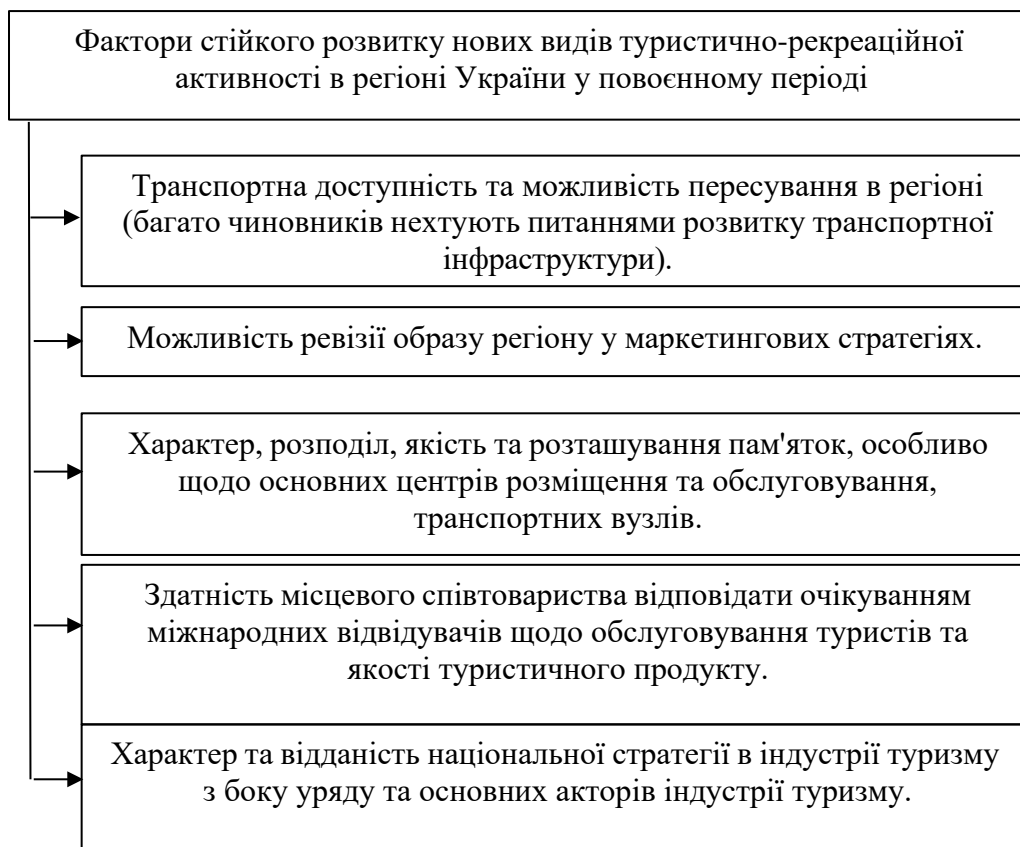 Фактори стійкого розвитку нових видів туристично-рекреаційної
активності в регіоні України у повоєнному періоді
Транспортна доступність та можливість пересування в регіоні
(багато чиновників нехтують питаннями розвитку транспортної
інфраструктури).
Можливість ревізії образу регіону у маркетингових стратегіях.
Характер, розподіл, якість та розташування пам'яток, особливо
щодо основних центрів розміщення та обслуговування,
транспортних вузлів.
Здатність місцевого співтовариства відповідати очікуванням
міжнародних відвідувачів щодо обслуговування туристів та
якості туристичного продукту.
Характер та відданість національної стратегії в індустрії туризму
з боку уряду та основних акторів індустрії туризму.